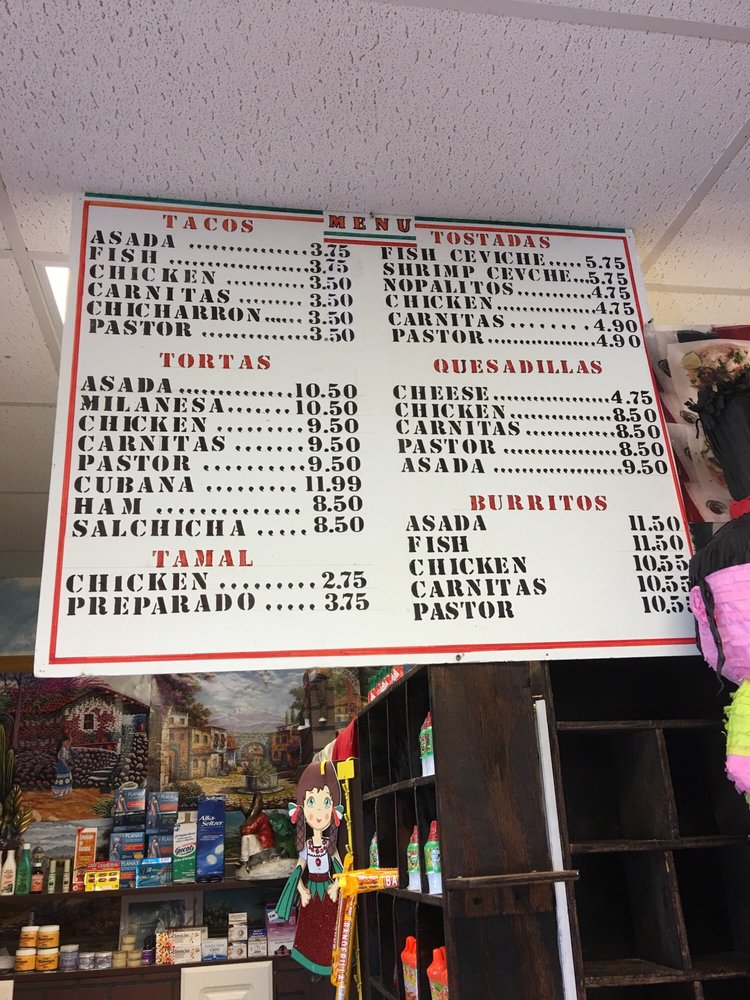 MENU
TACOS
ASADA ................ 3.75
FISH ................ 3.75
CHICKEN ............ 3.50
CARNITAS ........... 3.50
CHICHARRON..... 3.50
PASTOR ............. 3.50
TORTAS
ASADA ............... 10.50
MILANESA...... 10.50
CHICKEN ......... 9.50
CARNITAS ........ 9.50
PASTOR .......... 9.50
CUBANA ......... 11.99
HAM ............... 8.50
SALCHICHA ..... 8.50
TAMAL
CHICKEN ........ 2.75
PREPARADO ..... 3.75
TOSTADAS
FISH CEVICHE .... 5.75
SHRIMP CEVCHE... 5.75
NOPALITOS.......... 4.75
CHICKEN............ 4.75
CARNITAS ....... 4.90
PASTOR............ 4.90
QUESADILLAS
CHEESE............... 4.75
CHICKEN............. 8.50
CARNITAS........... 8.50
PASTOR ............ 8.50
ASADA ............. 9.50
BURRITOS
ASADA 11.50
FISH 11.50
CHICKEN 10.55
CARNITAS 10.55
PASTOR 10.55
FLANAX
Alka-Seltzer
BANDERILLA